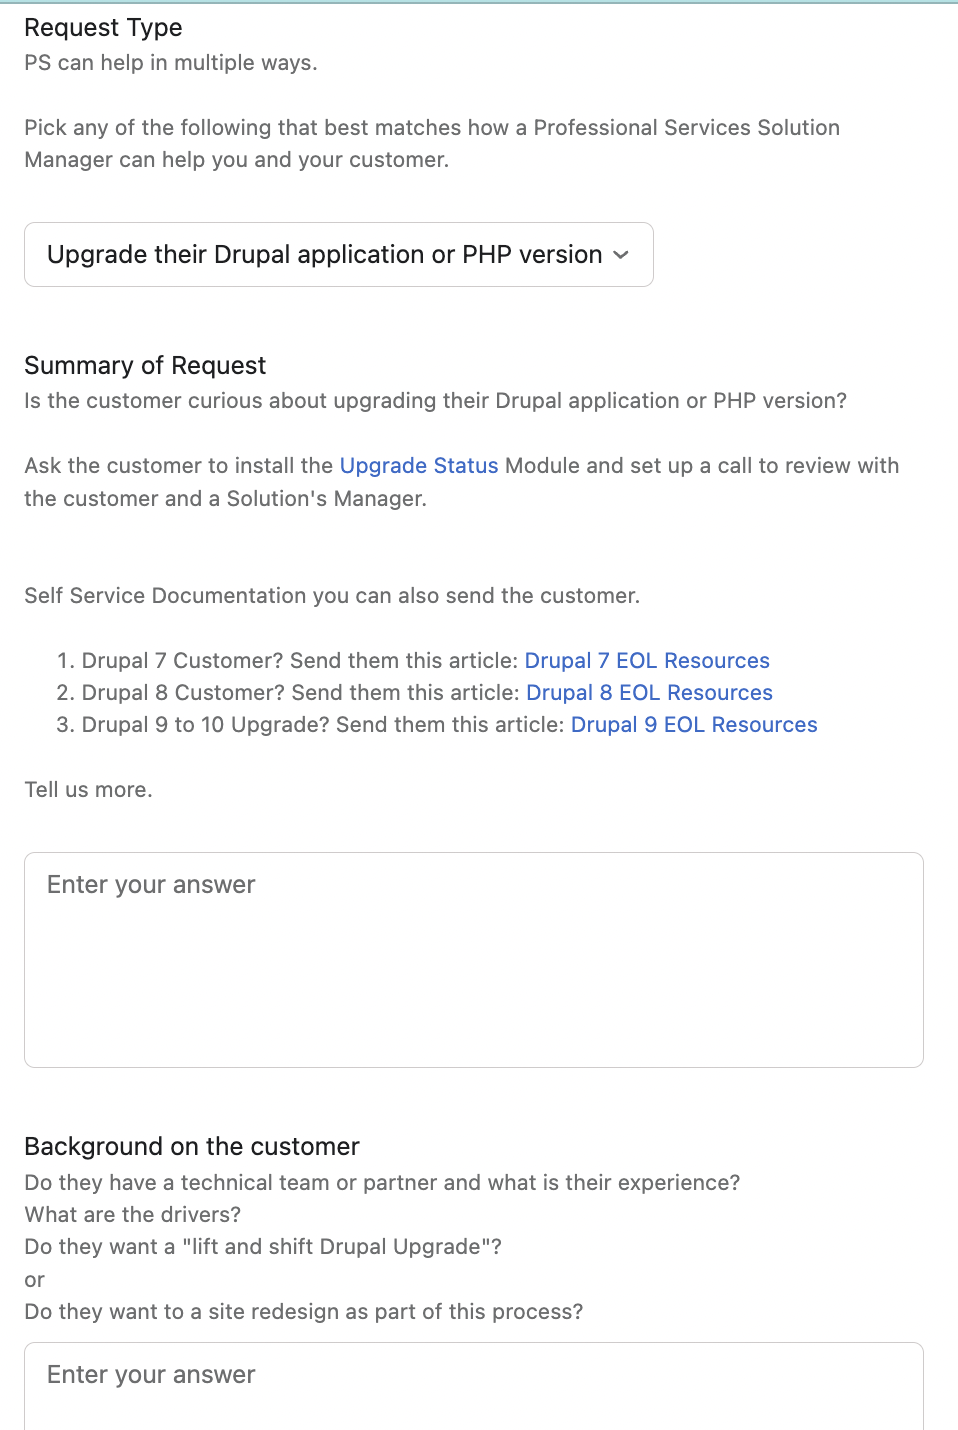 Request Type
PS can help in multiple ways.
Pick any of the following that best matches how a Professional Services Solution
Manager can help you and your customer.
Upgrade their Drupal application or PHP version
Summary of Request
Is the customer curious about upgrading their Drupal application or PHP version?
Ask the customer to install the Upgrade Status Module and set up a call to review with
the customer and a Solution's Manager.
Self Service Documentation you can also send the customer.
1. Drupal 7 Customer? Send them this article: Drupal 7 EOL Resources
2. Drupal 8 Customer? Send them this article: Drupal 8 EOL Resources
3. Drupal 9 to 10 Upgrade? Send them this article: Drupal 9 EOL Resources
Tell us more.
Enter your answer
Background on the customer
Do they have a technical team or partner and what is their experience?
What are the drivers?
Do they want a "lift and shift Drupal Upgrade"?
or
Do they want to a site redesign as part of this process?
Enter your answer